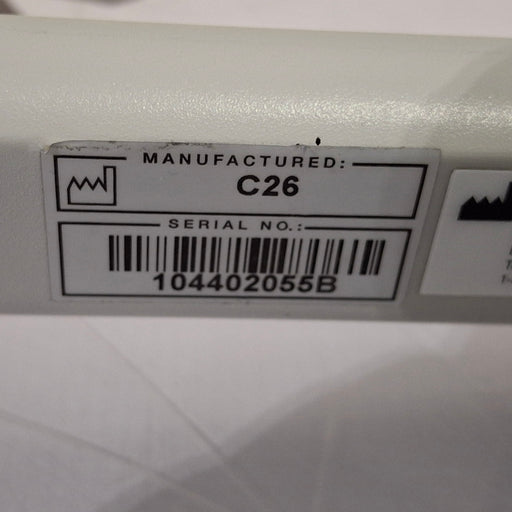 MANUFACTURED:
C26
SERIAL NO.:
104402055B